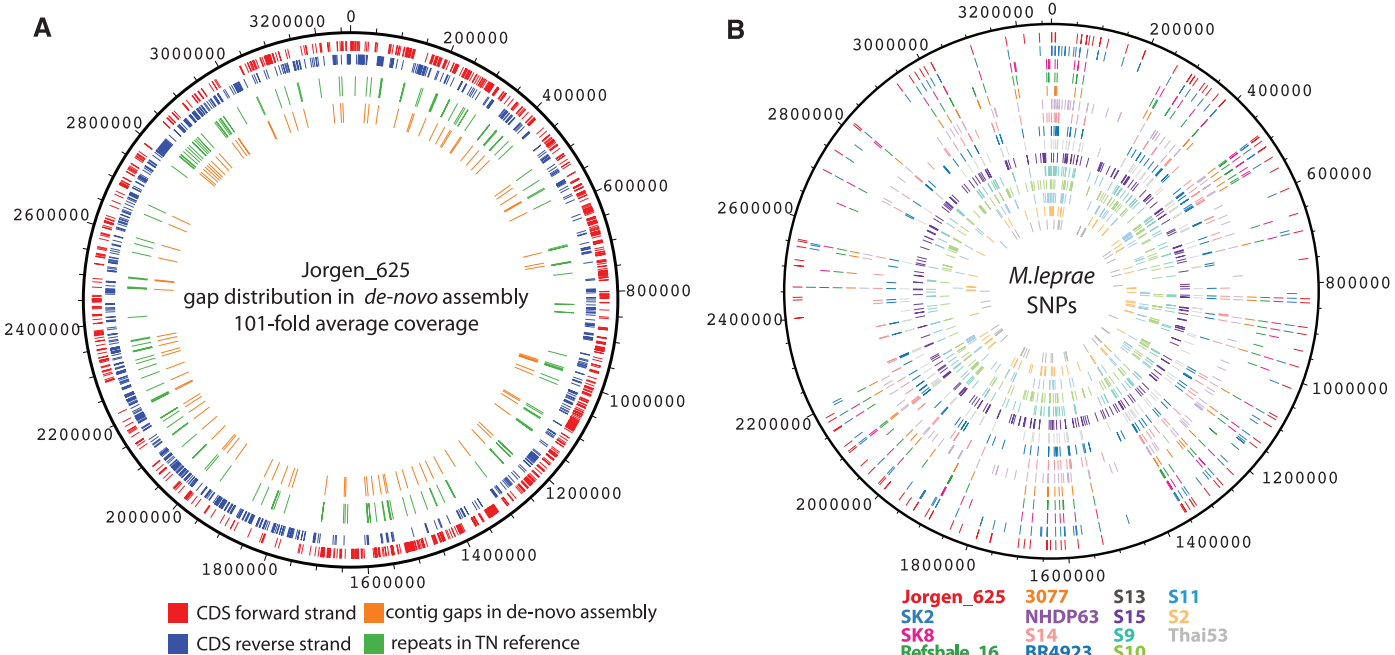 A
0
200000
400000
600000
800000
1000000
1200000
1400000
1600000
1800000
2000000
2200000
2400000
2600000
2800000
3000000
3200000
Jorgen_625
gap distribution in de-novo assembly
101-fold average coverage
CDS forward strand
contig gaps in de-novo assembly
CDS reverse strand
repeats in TN reference
B
0
200000
400000
600000
800000
1000000
1200000
1400000
1600000
1800000
2000000
2200000
2400000
2600000
2800000
3000000
3200000
M.leprae
SNPs
Jorgen_625 3077 S13 S11
SK2 NHDP63 S15 S2
SK8 S14 S9 Thai53
Refshale_16 BR4923 S10